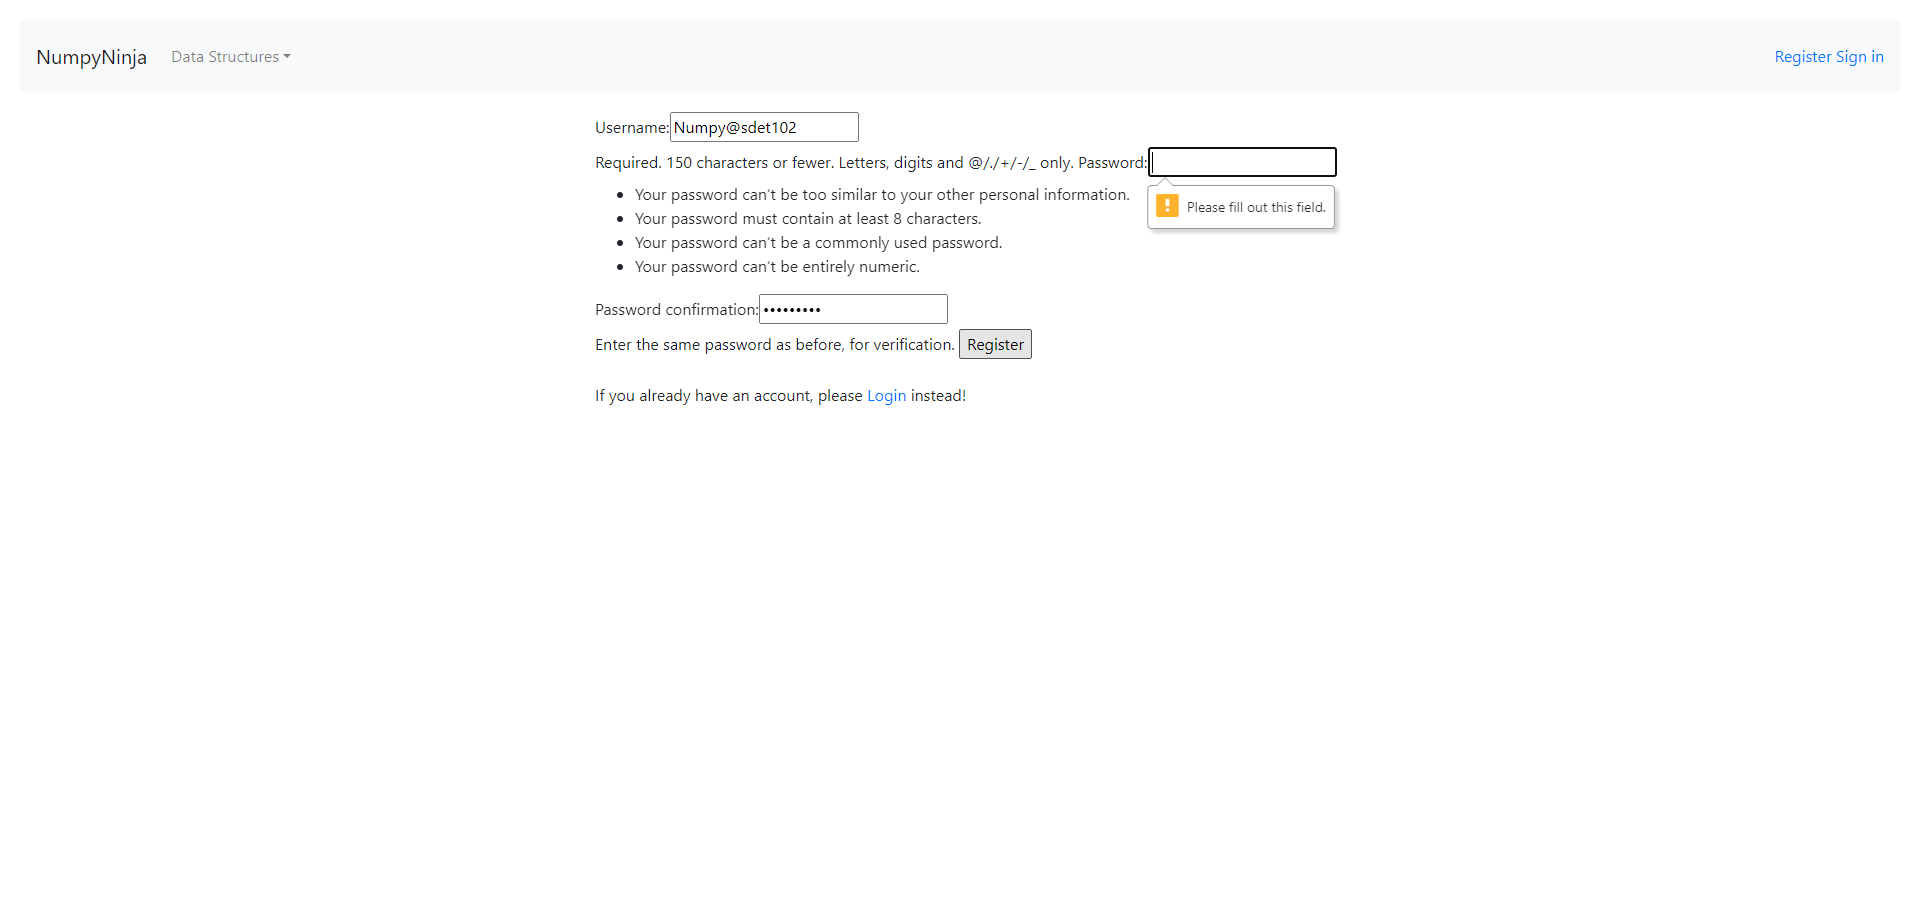 NumpyNinja Data Structures Register Sign in
Username: Numpy@sdet102
Required. 150 characters or fewer. Letters, digits and @/./+/-/_ only. Password:
• Your password can’t be too similar to your other personal information.
Please fill out this field.
• Your password must contain at least 8 characters.
• Your password can’t be a commonly used password.
• Your password can’t be entirely numeric.
Password confirmation: •••••••••
Enter the same password as before, for verification. Register
If you already have an account, please Login instead!